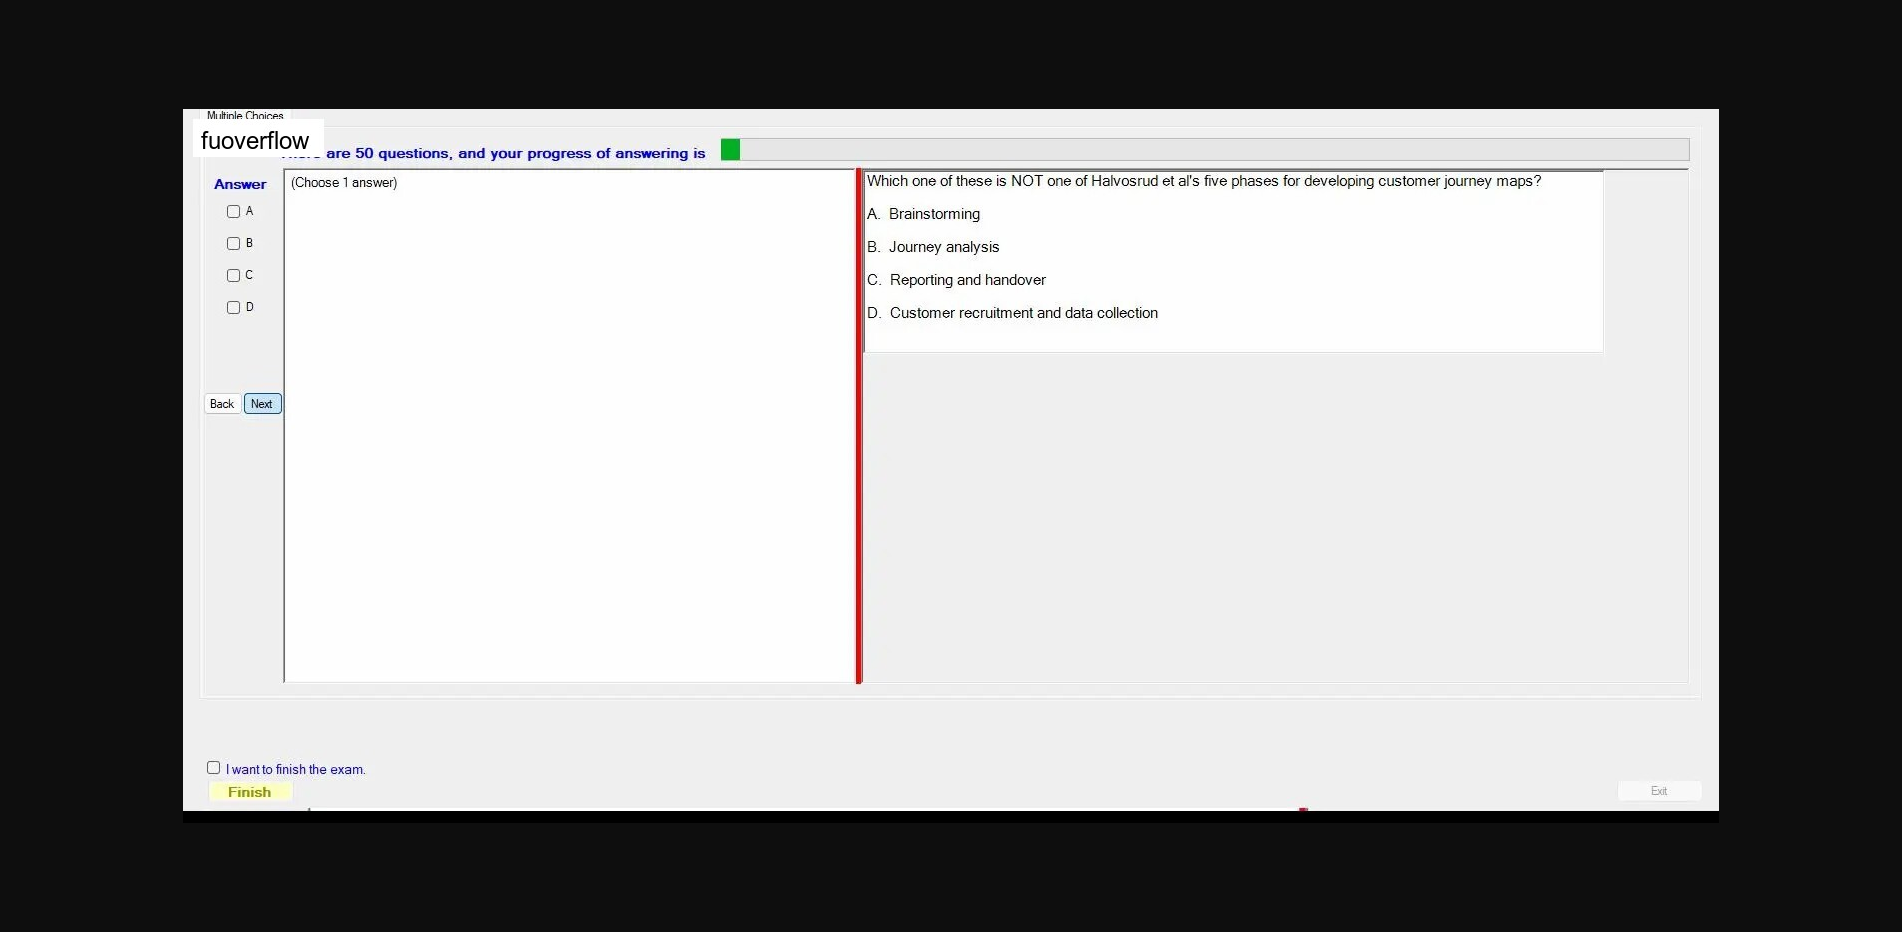 Multiple Choices
fuoverflow
are 50 questions, and your progress of answering is
Answer
A
B
C
D
Back
Next
(Choose 1 answer)
Which one of these is NOT one of Halvosrud et al's five phases for developing customer journey maps?
A. Brainstorming
B. Journey analysis
C. Reporting and handover
D. Customer recruitment and data collection
I want to finish the exam.
Finish
Exit